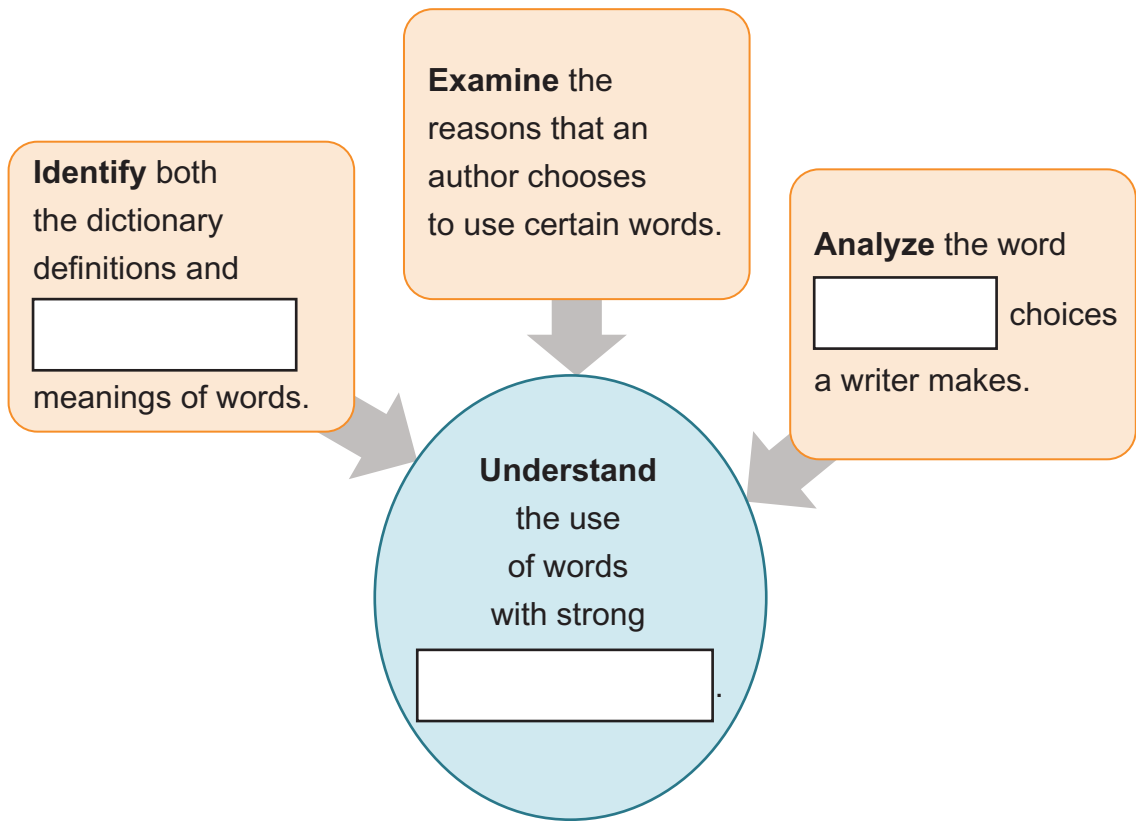 Identify both
the dictionary
definitions and
meanings of words.
Examine the
reasons that an
author chooses
to use certain words.
Analyze the word
choices
a writer makes.
Understand
the use
of words
with strong
.